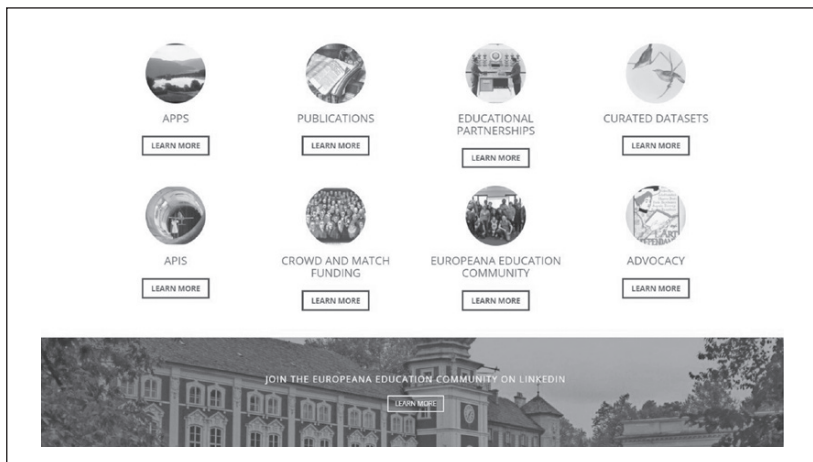 APPS
LEARN MORE
PUBLICATIONS
LEARN MORE
EDUCATIONAL
PARTNERSHIPS
LEARN MORE
CURATED DATASETS
LEARN MORE
APIS
LEARN MORE
CROWD AND MATCH
FUNDING
LEARN MORE
EUROPEANA EDUCATION
COMMUNITY
LEARN MORE
ADVOCACY
LEARN MORE
JOIN THE EUROPEANA EDUCATION COMMUNITY ON LINKEDIN
LEARN MORE